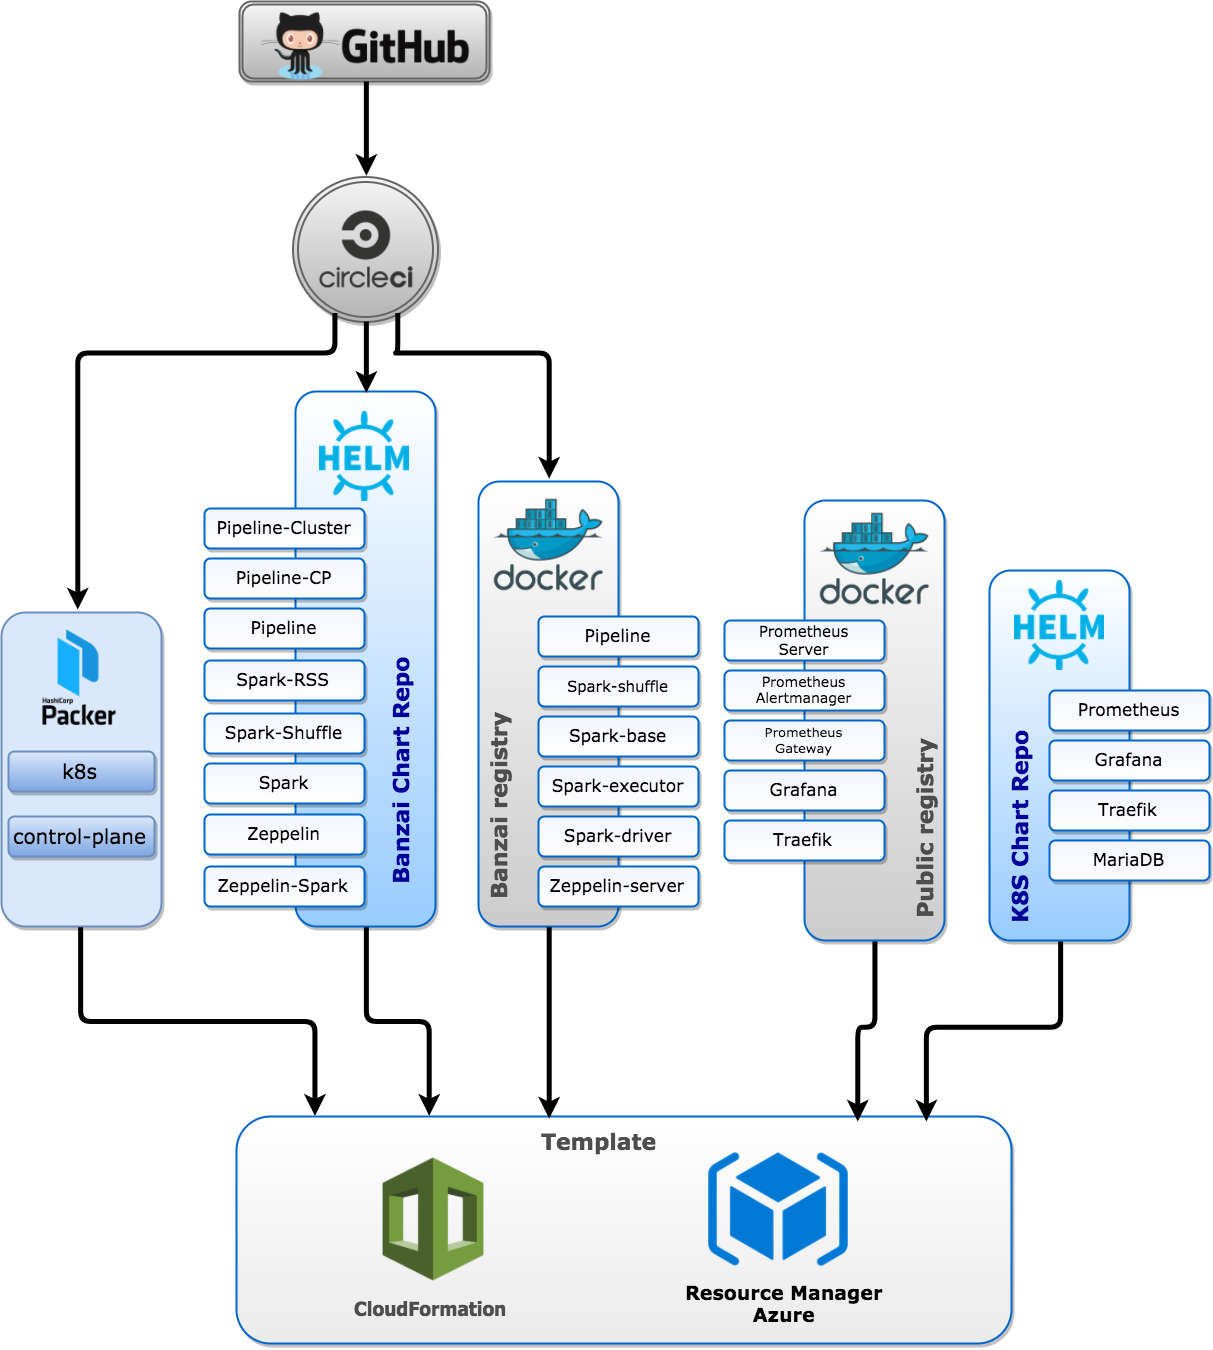 GitHub
circleci
HELM
Pipeline-Cluster
Pipeline-CP
Pipeline
Spark-RSS
Spark-Shuffle
Spark
Zeppelin
Zeppelin-Spark
Banzai Chart Repo
docker
Pipeline
Spark-shuffle
Spark-base
Spark-executor
Spark-driver
Zeppelin-server
Banzai registry
docker
Prometheus
Server
Prometheus
Alertmanager
Prometheus
Gateway
Grafana
Traefik
Public registry
HELM
Prometheus
Grafana
Traefik
MariaDB
K8S Chart Repo
HashiCorp
Packer
k8s
control-plane
Template
CloudFormation
Resource Manager
Azure